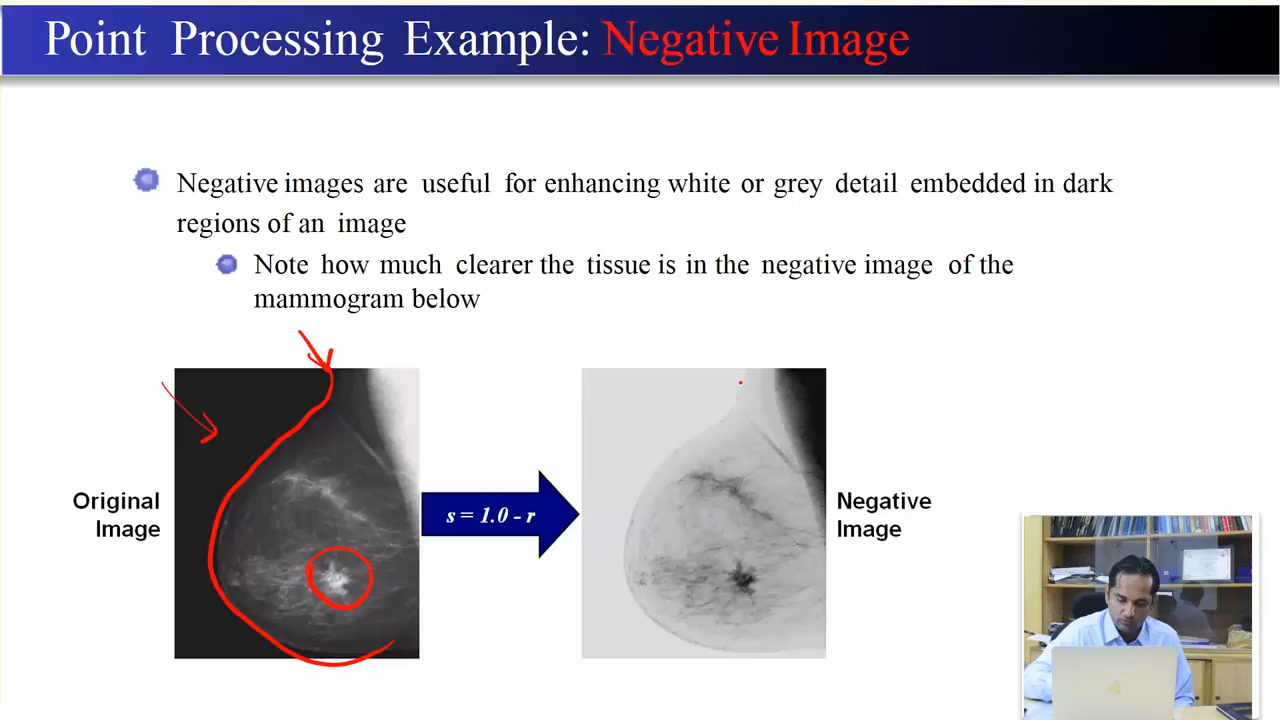 Point Processing Example: Negative Image
Negative images are useful for enhancing white or grey detail embedded in dark
regions of an image
Note how much clearer the tissue is in the negative image of the
mammogram below
Original
Image
s = 1.0 - r
Negative
Image